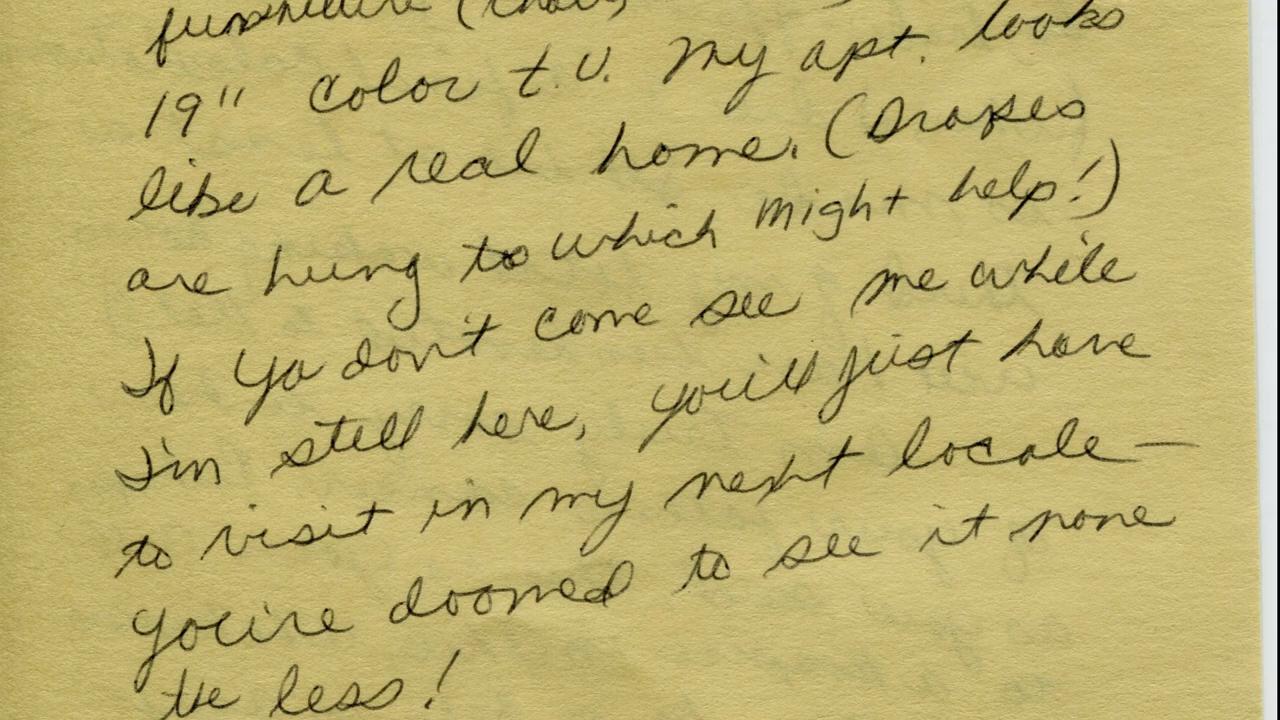 furniture (chair,
19" color t.v. My apt. looks
like a real home. (Drapes
are hung to which might help!)
If ya don't come see me while
I'm still here, you'll just have
to visit in my next locale—
you're doomed to see it none
the less!